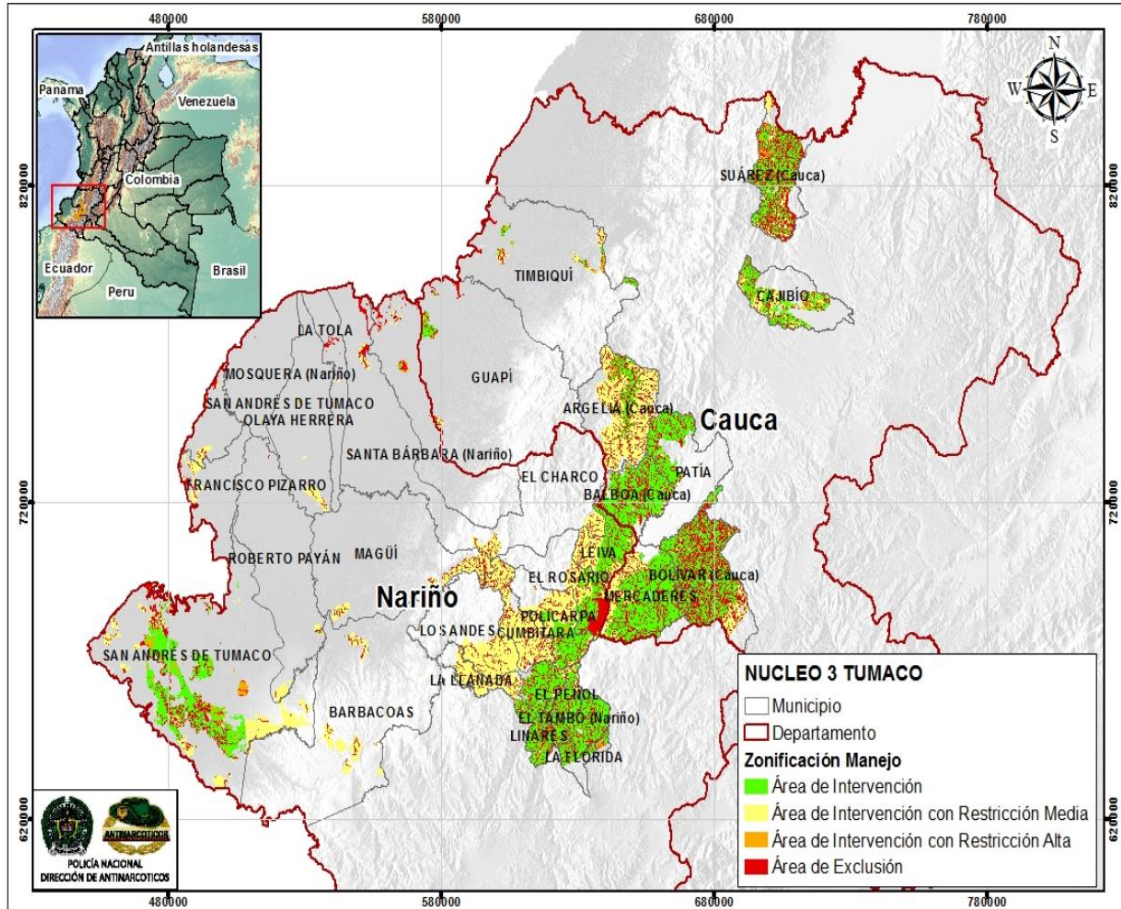 480000 580000 680000 780000
Antillas holandesas
Panama
Venezuela
Colombia
Ecuador
Brasil
Peru
N
W E
S
820000
820000
SUÁREZ (Cauca)
TIMBIQUÍ
CAJIBÍO
LA TOLA
GUAPÍ
MOSQUERA (Nariño)
SAN ANDRÉS DE TUMACO
OLAYA HERRERA
ARGELIA (Cauca)
Cauca
SANTA BÁRBARA (Nariño)
EL CHARCO
PATÍA
FRANCISCO PIZARRO
BALBOA (Cauca)
720000
720000
ROBERTO PAYÁN
MAGÜÍ
LEIVA
EL ROSARIO
BOLÍVAR (Cauca)
MERCADERES
Nariño
POLICARPA
LOS ANDES
CUMBITARA
SAN ANDRÉS DE TUMACO
LA LLANADA
EL PEÑOL
BARBACOAS
EL TAMBO (Nariño)
LINARES
LA FLORIDA
620000
620000
NUCLEO 3 TUMACO
Municipio
Departamento
Zonificación Manejo
Área de Intervención
Área de Intervención con Restricción Media
Área de Intervención con Restricción Alta
Área de Exclusión
ANTINARCOTICOS
POLICÍA NACIONAL
DIRECCIÓN DE ANTINARCOTICOS
480000 580000 680000 780000